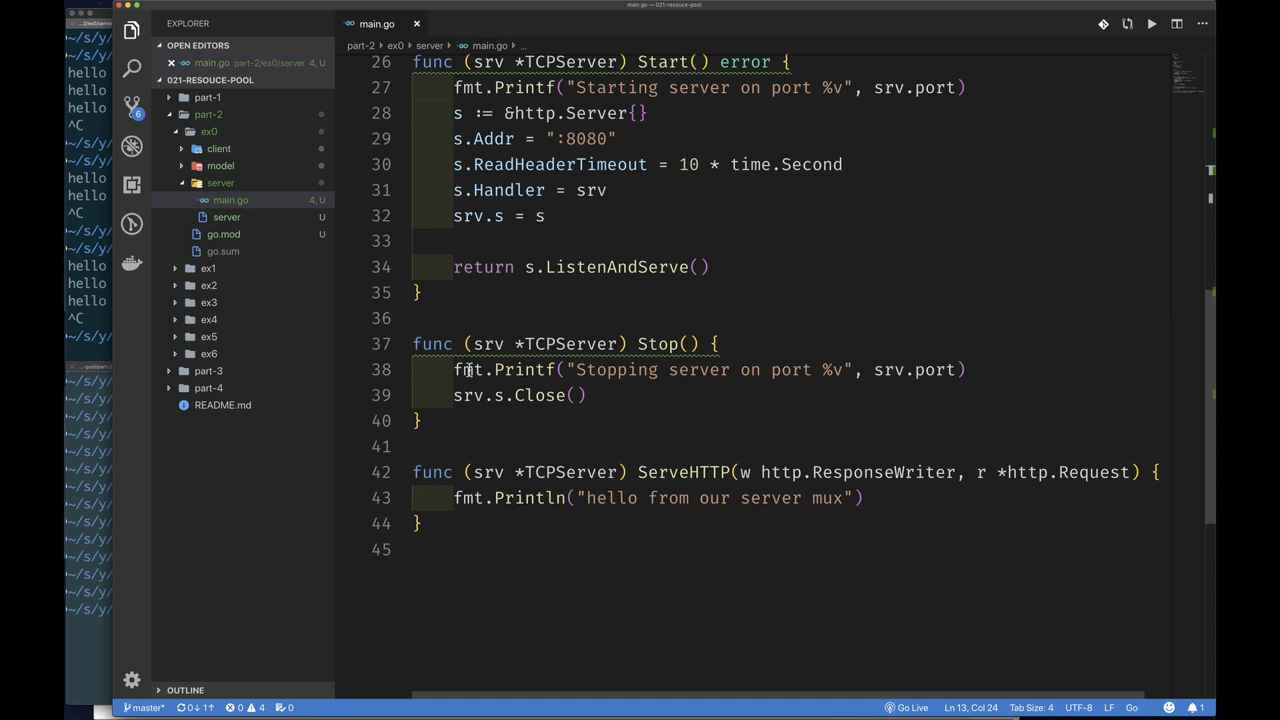 main.go — 021-resouce-pool
EXPLORER
OPEN EDITORS
main.go part-2/ex0/server 4, U
021-RESOUCE-POOL
part-1
part-2
ex0
client
model
server
main.go 4, U
server U
go.mod U
go.sum
ex1
ex2
ex3
ex4
ex5
ex6
part-3
part-4
README.md
OUTLINE
6
...2/ex0/server
~/s/y/
~/s/y/
hello
hello
hello
hello
^C
~/s/y/
~/s/y/
hello
hello
^C
~/s/y/
~/s/y/
hello
hello
hello
^C
~/s/y/
main.go
part-2 › ex0 › server › main.go ...
26 func (srv *TCPServer) Start() error {
27 fmt.Printf("Starting server on port %v", srv.port)
28 s := &http.Server{}
29 s.Addr = ":8080"
30 s.ReadHeaderTimeout = 10 * time.Second
31 s.Handler = srv
32 srv.s = s
33
34 return s.ListenAndServe()
35 }
36
37 func (srv *TCPServer) Stop() {
38 fmt.Printf("Stopping server on port %v", srv.port)
39 srv.s.Close()
40 }
41
42 func (srv *TCPServer) ServeHTTP(w http.ResponseWriter, r *http.Request) {
43 fmt.Println("hello from our server mux")
44 }
45
master* 0↓ 1↑ 0 4 0 Go Live Ln 13, Col 24 Tab Size: 4 UTF-8 LF Go 1